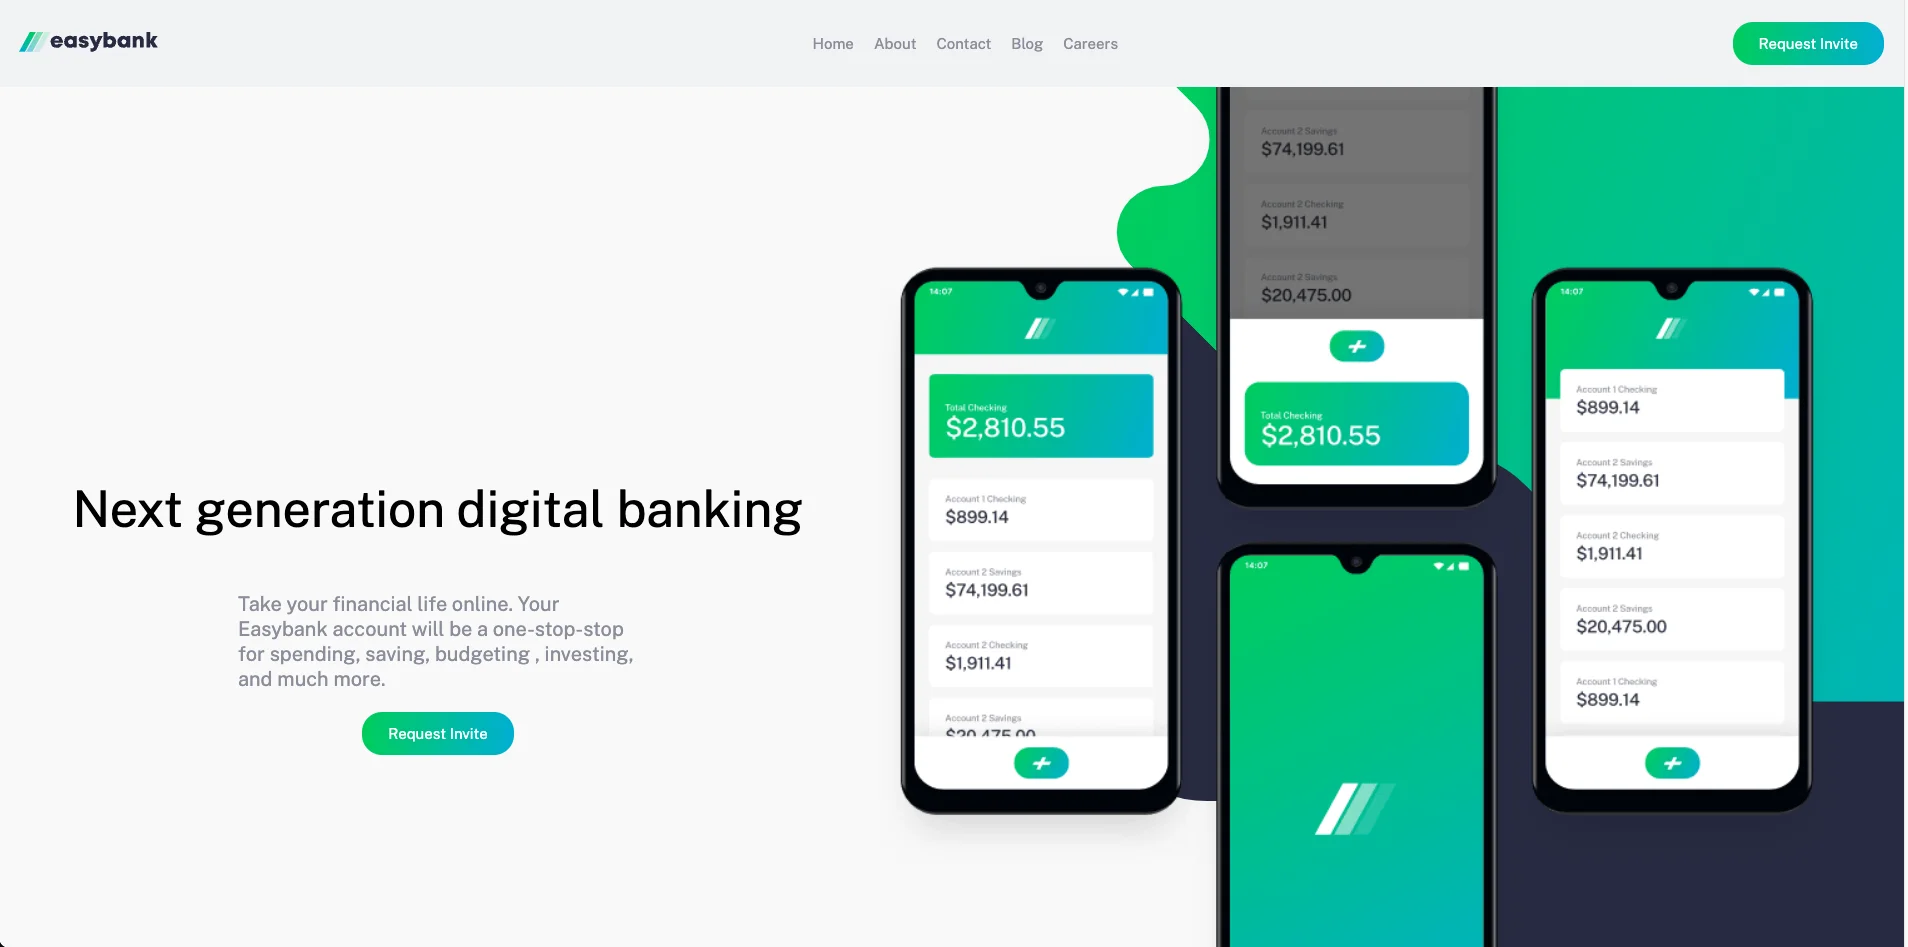 easybank
Home About Contact Blog Careers
Request Invite
Next generation digital banking
Take your financial life online. Your
Easybank account will be a one-stop-stop
for spending, saving, budgeting , investing,
and much more.
Request Invite
14:07
Total Checking
$2,810.55
Account 1 Checking
$899.14
Account 2 Savings
$74,199.61
Account 2 Checking
$1,911.41
Account 2 Savings
$20,475.00
Account 2 Savings
$74,199.61
Account 2 Checking
$1,911.41
Account 2 Savings
$20,475.00
Total Checking
$2,810.55
14:07
14:07
Account 1 Checking
$899.14
Account 2 Savings
$74,199.61
Account 2 Checking
$1,911.41
Account 2 Savings
$20,475.00
Account 1 Checking
$899.14